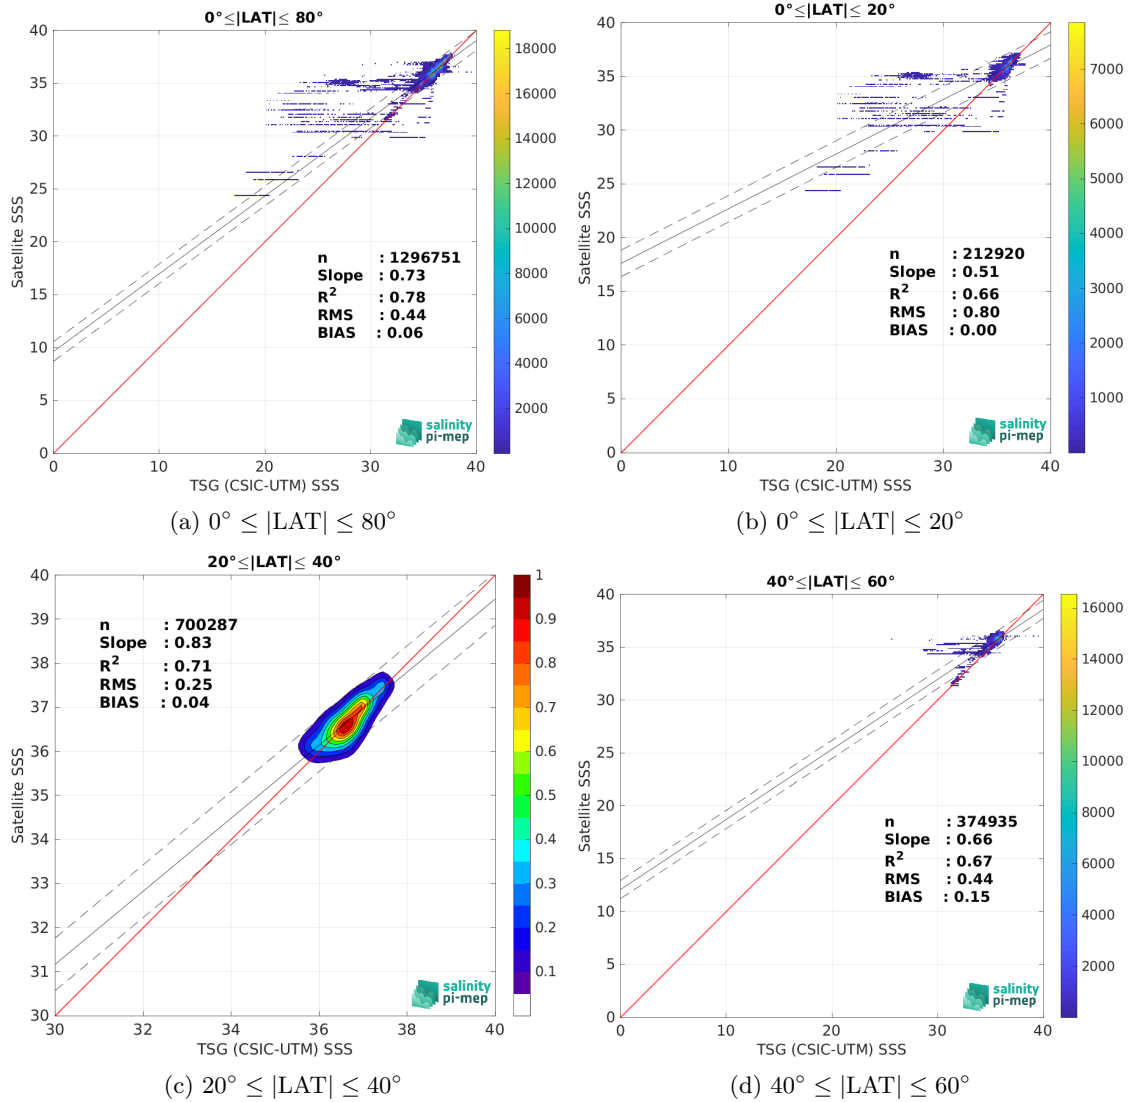 0°≤|LAT|≤ 80°
40
35
30
25
20
15
10
5
0
Satellite SSS
n : 1296751
Slope : 0.73
R² : 0.78
RMS : 0.44
BIAS : 0.06
salinity
pi-mep
0 10 20 30 40
TSG (CSIC-UTM) SSS
18000
16000
14000
12000
10000
8000
6000
4000
2000
(a) 0° ≤ |LAT| ≤ 80°
0°≤|LAT|≤ 20°
40
35
30
25
20
15
10
5
0
Satellite SSS
n : 212920
Slope : 0.51
R² : 0.66
RMS : 0.80
BIAS : 0.00
salinity
pi-mep
0 10 20 30 40
TSG (CSIC-UTM) SSS
7000
6000
5000
4000
3000
2000
1000
0
(b) 0° ≤ |LAT| ≤ 20°
20°≤|LAT|≤ 40°
40
39
38
37
36
35
34
33
32
31
30
Satellite SSS
n : 700287
Slope : 0.83
R² : 0.71
RMS : 0.25
BIAS : 0.04
salinity
pi-mep
30 32 34 36 38 40
TSG (CSIC-UTM) SSS
1
0.9
0.8
0.7
0.6
0.5
0.4
0.3
0.2
0.1
(c) 20° ≤ |LAT| ≤ 40°
40°≤|LAT|≤ 60°
40
35
30
25
20
15
10
5
0
Satellite SSS
n : 374935
Slope : 0.66
R² : 0.67
RMS : 0.44
BIAS : 0.15
salinity
pi-mep
0 10 20 30 40
TSG (CSIC-UTM) SSS
16000
14000
12000
10000
8000
6000
4000
2000
(d) 40° ≤ |LAT| ≤ 60°